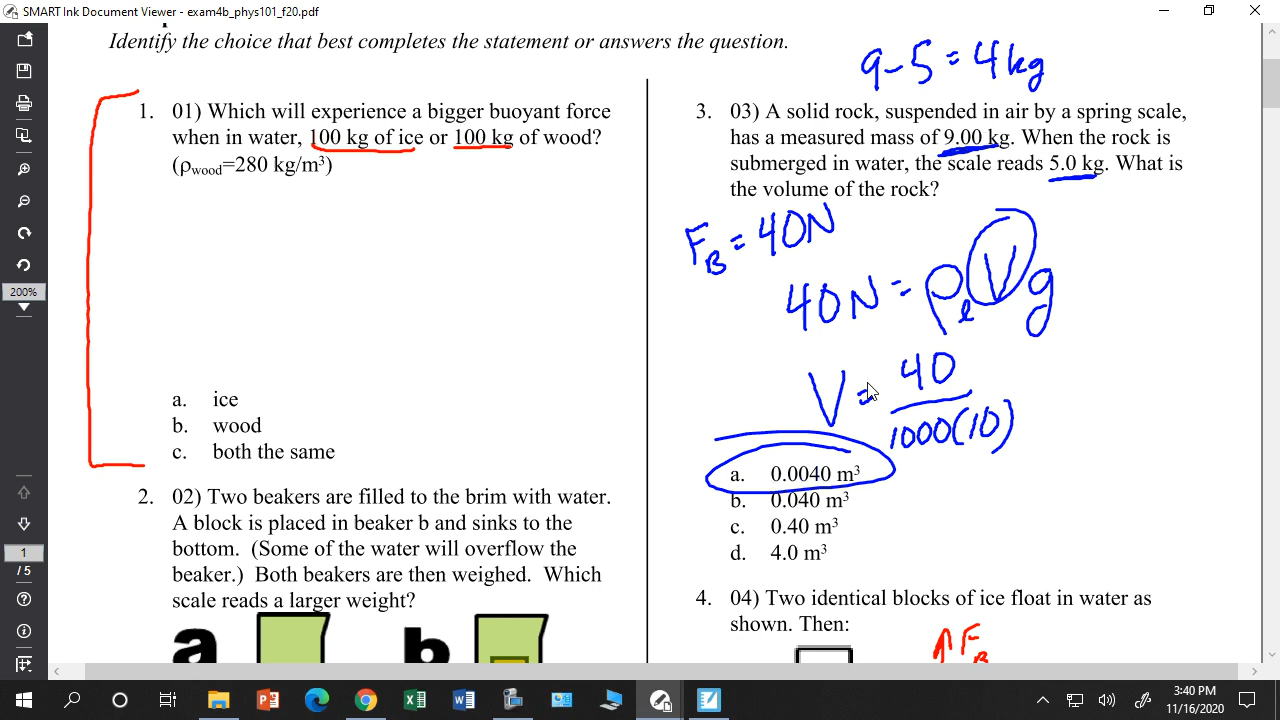 SMART Ink Document Viewer - exam4b_phys101_f20.pdf
Identify the choice that best completes the statement or answers the question.
1. 01) Which will experience a bigger buoyant force
when in water, 100 kg of ice or 100 kg of wood?
(ρwood=280 kg/m³)
a. ice
b. wood
c. both the same
2. 02) Two beakers are filled to the brim with water.
A block is placed in beaker b and sinks to the
bottom. (Some of the water will overflow the
beaker.) Both beakers are then weighed. Which
scale reads a larger weight?
a b
9-5=4kg
3. 03) A solid rock, suspended in air by a spring scale,
has a measured mass of 9.00 kg. When the rock is
submerged in water, the scale reads 5.0 kg. What is
the volume of the rock?
FB = 40N
40N = ρℓVg
V = 40
1000(10)
a. 0.0040 m³
b. 0.040 m³
c. 0.40 m³
d. 4.0 m³
4. 04) Two identical blocks of ice float in water as
shown. Then:
↑FB
200%
1
/ 5
3:40 PM
11/16/2020